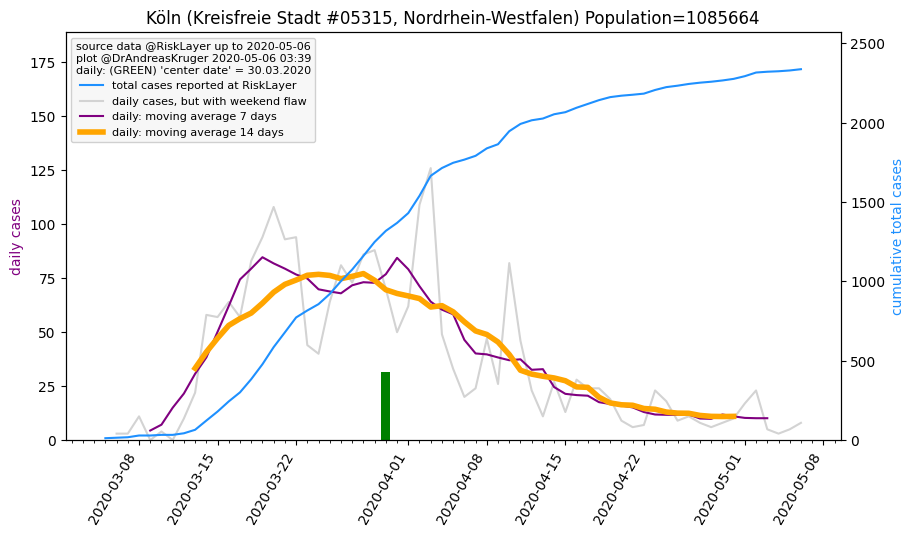 Köln (Kreisfreie Stadt #05315, Nordrhein-Westfalen) Population=1085664
source data @RiskLayer up to 2020-05-06
plot @DrAndreasKruger 2020-05-06 03:39
daily: (GREEN) 'center date' = 30.03.2020
total cases reported at RiskLayer
daily cases, but with weekend flaw
daily: moving average 7 days
daily: moving average 14 days
daily cases
175
150
125
100
75
50
25
0
cumulative total cases
2500
2000
1500
1000
500
0
2020-03-08
2020-03-15
2020-03-22
2020-04-01
2020-04-08
2020-04-15
2020-04-22
2020-05-01
2020-05-08